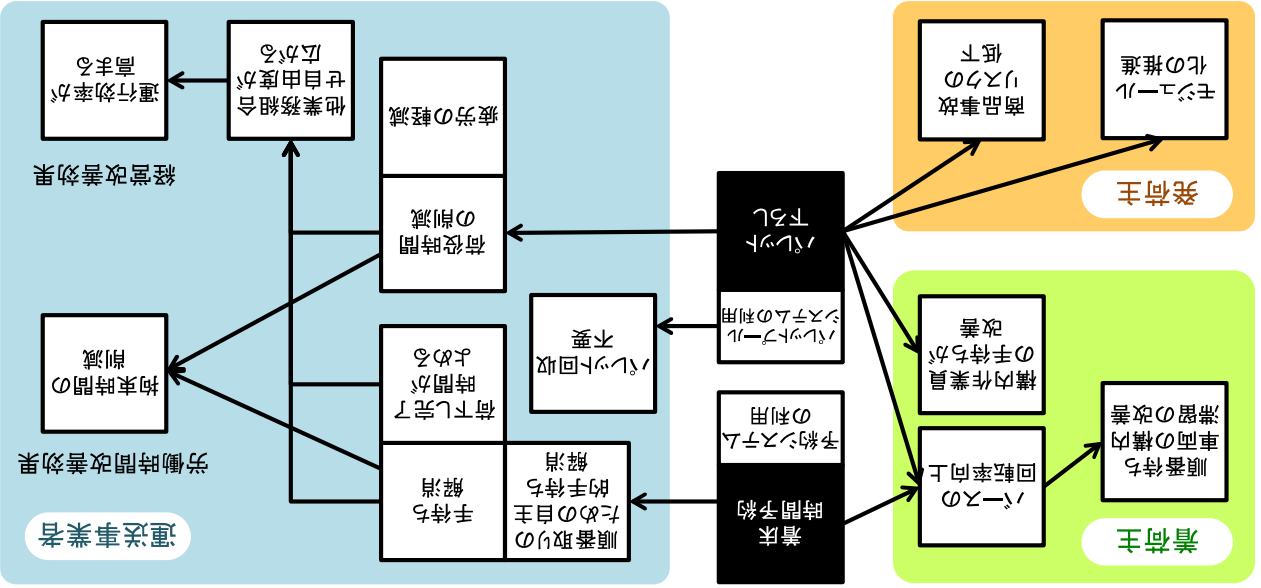 着荷主
バースの
回転率向上
順番待ち
車両の構内
滞留の改善
構内作業員
の手待ちが
改善
発荷主
モジュール
化の推進
商品事故
リスクの
低下
着床
時間予約
予約システム
の利用
パレットプール
システムの利用
パレット
下ろし
運送事業者
順番取りの
ための自主
的手待ち
解消
手待ち
解消
荷下し完了
時間が
よめる
パレット回収
不要
荷役時間
の削減
疲労の軽減
労働時間改善効果
拘束時間の
削減
経営改善効果
他業務組合
せ自由度が
広がる
運行効率が
高まる